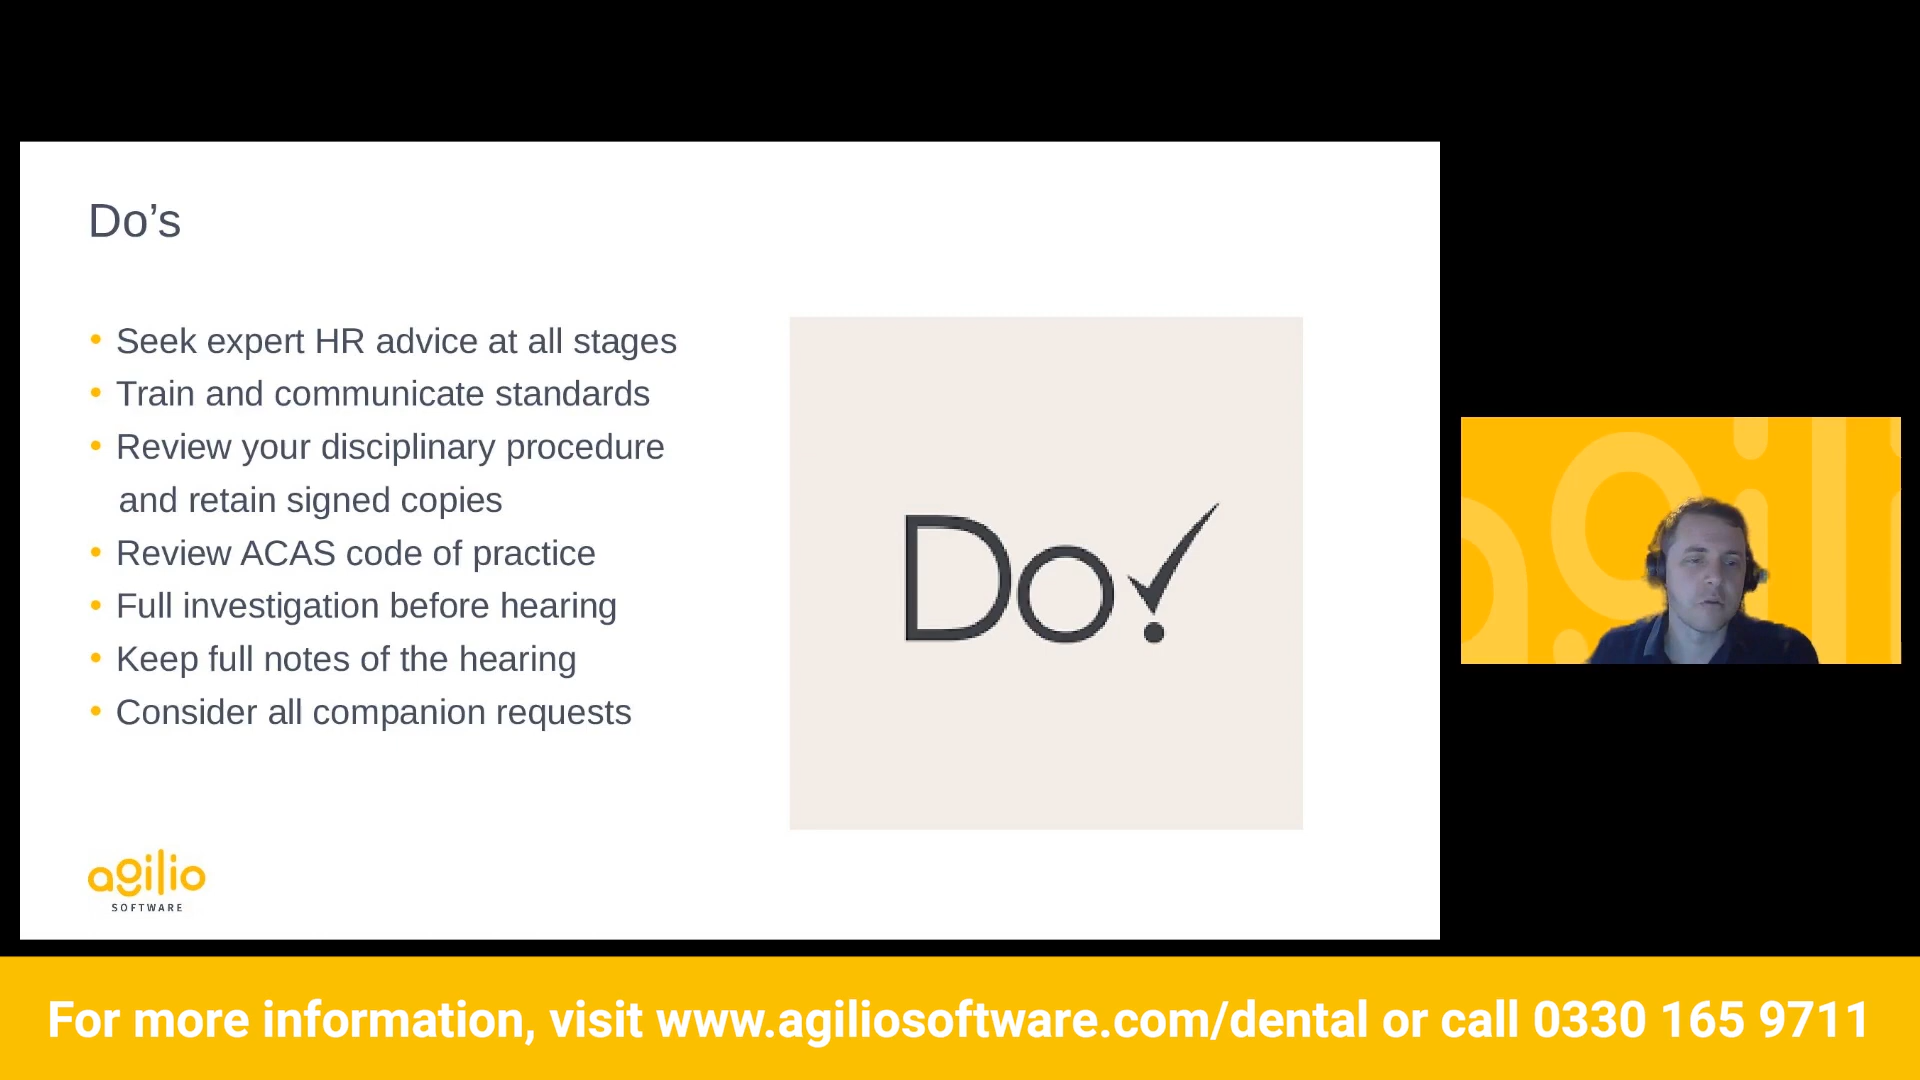 Do’s
• Seek expert HR advice at all stages
• Train and communicate standards
• Review your disciplinary procedure
and retain signed copies
• Review ACAS code of practice
• Full investigation before hearing
• Keep full notes of the hearing
• Consider all companion requests
Do!
agilio
SOFTWARE
agili
For more information, visit www.agiliosoftware.com/dental or call 0330 165 9711